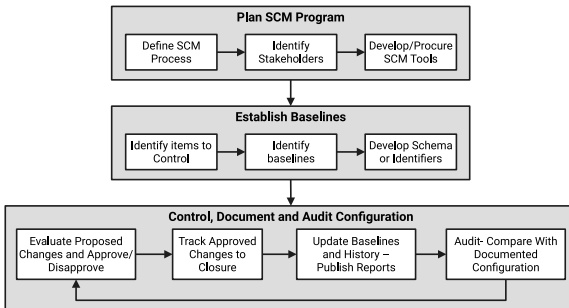 Plan SCM Program
Define SCM
Process
Identify
Stakeholders
Develop/Procure
SCM Tools
Establish Baselines
Identify items to
Control
Identify
baselines
Develop Schema
or Identifiers
Control, Document and Audit Configuration
Evaluate Proposed
Changes and Approve/
Disapprove
Track Approved
Changes to
Closure
Update Baselines
and History –
Publish Reports
Audit- Compare With
Documented
Configuration